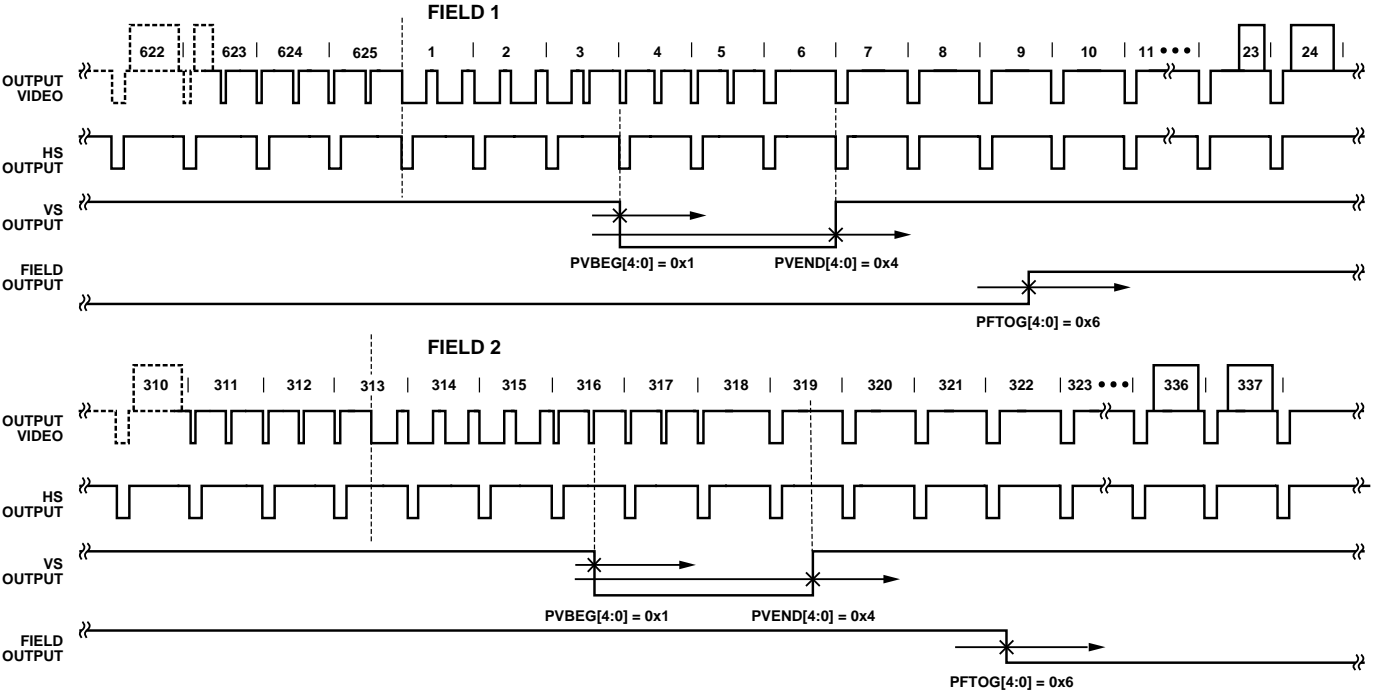 FIELD 1
622 623 624 625 1 2 3 4 5 6 7 8 9 10 11 ••• 23 24
OUTPUT
VIDEO
HS
OUTPUT
VS
OUTPUT
PVBEG[4:0] = 0x1 PVEND[4:0] = 0x4
FIELD
OUTPUT
PFTOG[4:0] = 0x6
FIELD 2
310 311 312 313 314 315 316 317 318 319 320 321 322 323 ••• 336 337
OUTPUT
VIDEO
HS
OUTPUT
VS
OUTPUT
PVBEG[4:0] = 0x1 PVEND[4:0] = 0x4
FIELD
OUTPUT
PFTOG[4:0] = 0x6